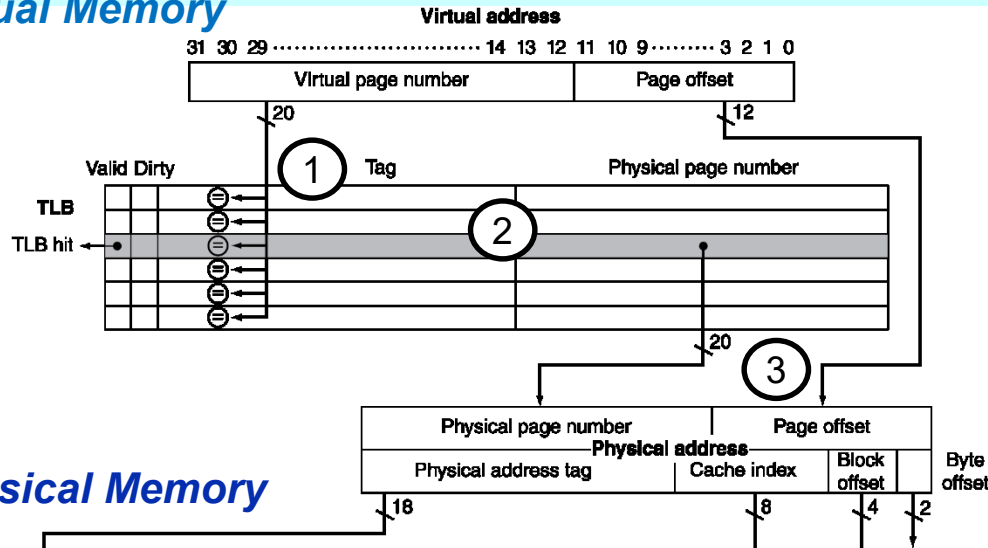 ual Memory
Virtual address
31 30 29 ............................ 14 13 12 11 10 9 ......... 3 2 1 0
Virtual page number Page offset
20 12
1
Valid Dirty Tag Physical page number
TLB
=
=
2
TLB hit =
=
=
=
20
3
Physical page number Page offset
Physical address
Physical address tag Cache index Block offset Byte offset
18 8 4 2
sical Memory